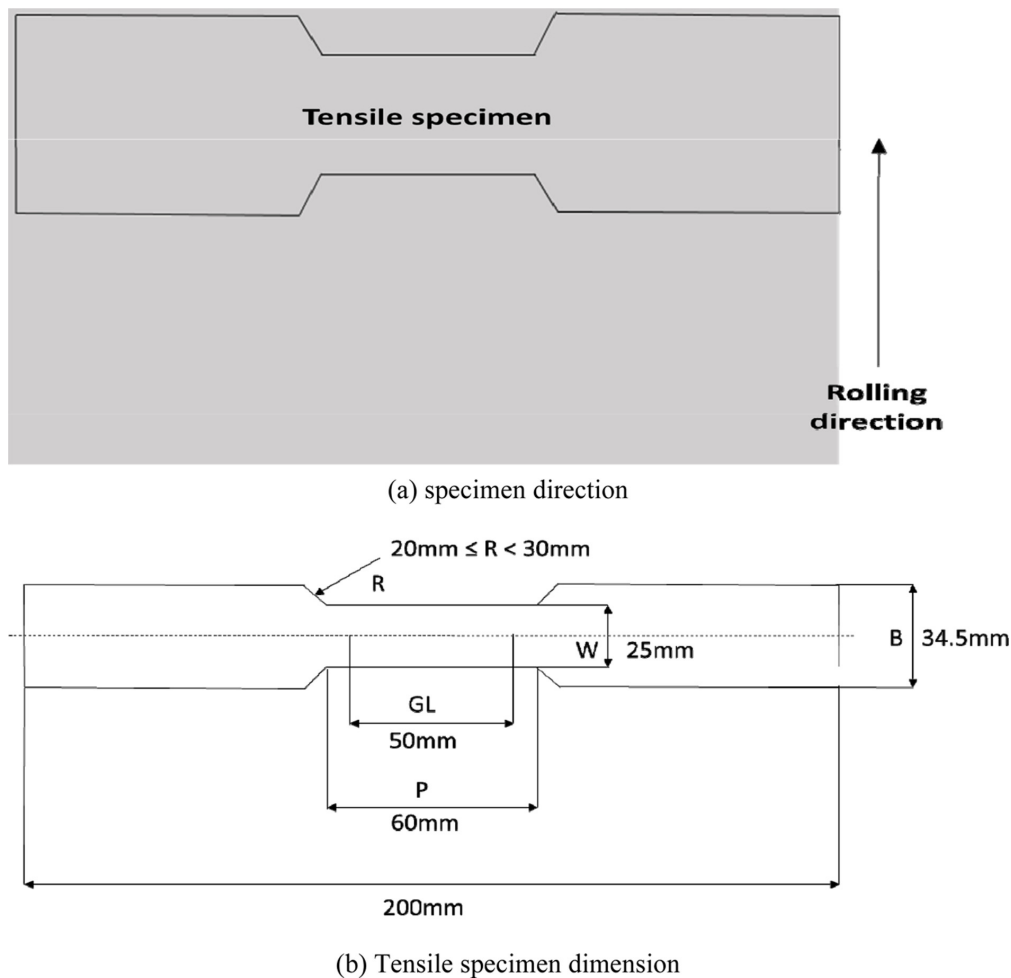 Tensile specimen
Rolling
direction
(a) specimen direction
20mm ≤ R < 30mm
R
W
25mm
B
34.5mm
GL
50mm
P
60mm
200mm
(b) Tensile specimen dimension